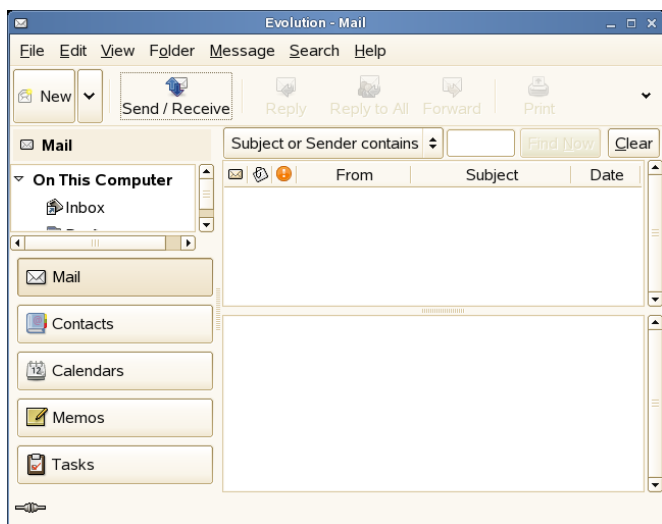 Evolution - Mail
File Edit View Folder Message Search Help
New Send / Receive Reply Reply to All Forward Print
Mail
Subject or Sender contains Find Now Clear
On This Computer
From Subject Date
Inbox
Mail
Contacts
12
Calendars
Memos
Tasks